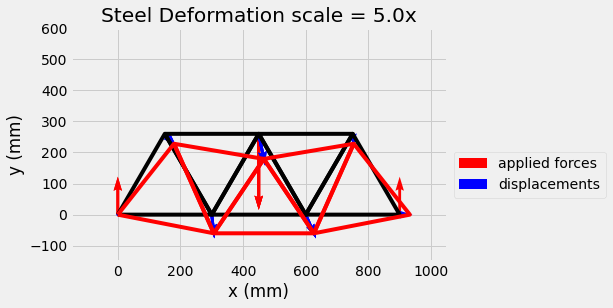 Steel Deformation scale = 5.0x
600
500
400
300
200
100
0
−100
y (mm)
0 200 400 600 800 1000
x (mm)
applied forces
displacements